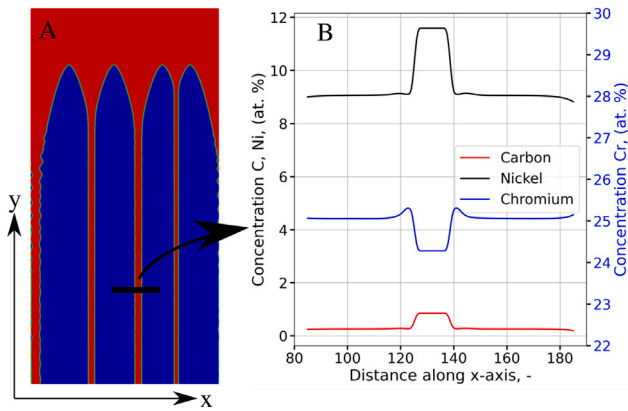 A
y
x
B
Concentration C, Ni, (at. %)
12
10
8
6
4
2
0
30
29
28
27
26
25
24
23
22
Concentration Cr, (at. %)
Carbon
Nickel
Chromium
80 100 120 140 160 180
Distance along x-axis, -